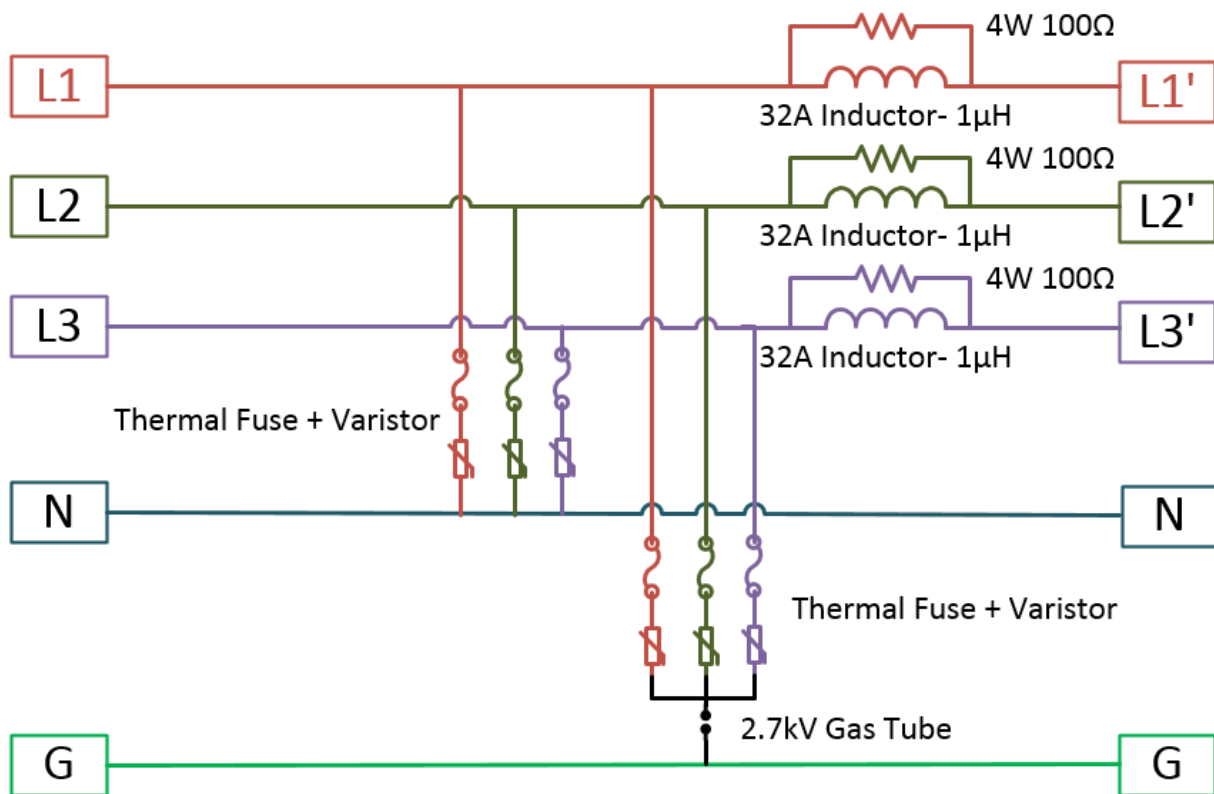 4W 100Ω
L1
L1'
32A Inductor- 1µH
4W 100Ω
L2
L2'
32A Inductor- 1µH
4W 100Ω
L3
L3'
32A Inductor- 1µH
Thermal Fuse + Varistor
N
N
Thermal Fuse + Varistor
2.7kV Gas Tube
G
G